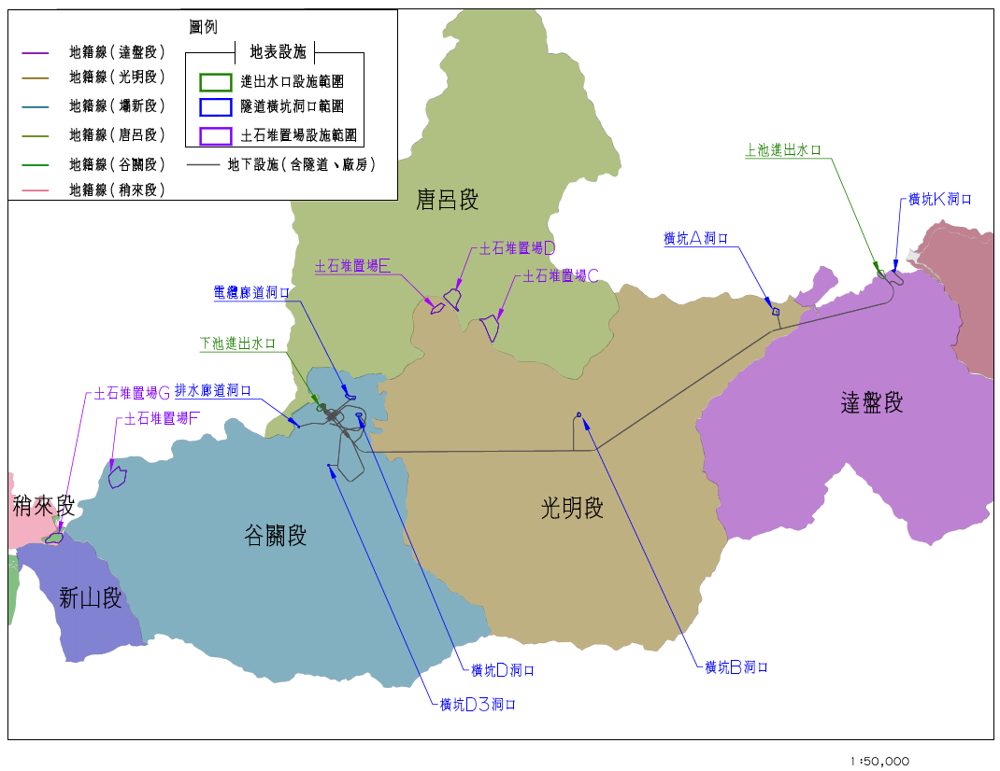 圖例
地籍線(達盤段)
地籍線(光明段)
地籍線(壩新段)
地籍線(唐呂段)
地籍線(谷關段)
地籍線(稍來段)
地表設施
進出水口設施範圍
隧道橫坑洞口範圍
土石堆置場設施範圍
地下設施(含隧道、廠房)
上池進出水口
唐呂段
橫坑K洞口
橫坑A洞口
土石堆置場D
土石堆置場E
土石堆置場C
電纜廊道洞口
下池進出水口
土石堆置場G
排水廊道洞口
土石堆置場F
達盤段
稍來段
光明段
谷關段
新山段
橫坑D洞口
橫坑B洞口
橫坑D3洞口
1:50,000